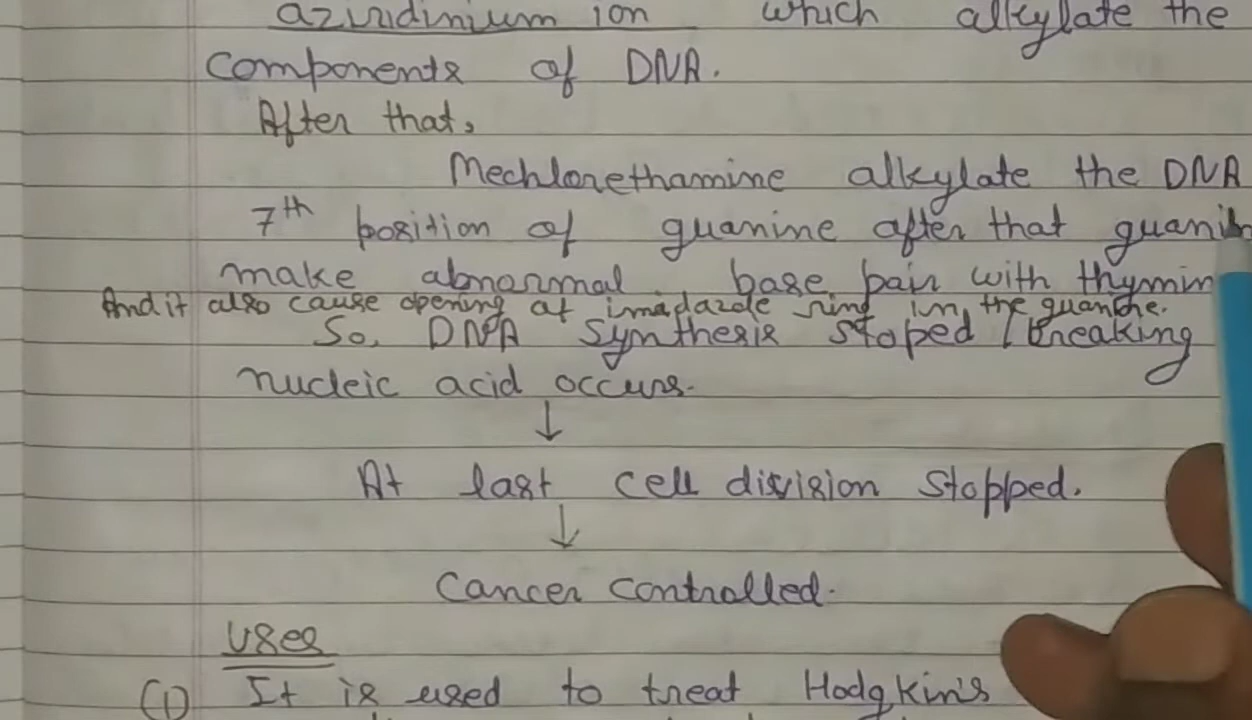 aziridinium ion which alkylate the
components of DNA.
After that,
Mechlorethamine alkylate the DNA
7th position of guanine after that
make abnormal base pair with thymin
And it also cause opening of imadazole ring in the guanine.
So, DNA synthesis stoped / breaking
nucleic acid occurs.
↓
At last cell division stopped.
↓
Cancer controlled.
Uses
(1) It is used to treat Hodgkin's